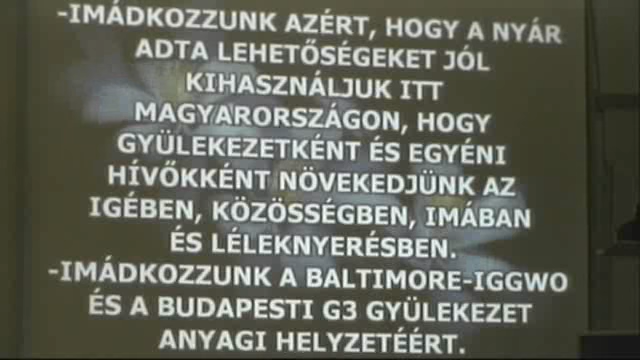 -IMÁDKOZZUNK AZÉRT, HOGY A NYÁR
ADTA LEHETŐSÉGEKET JÓL
KIHASZNÁLJUK ITT
MAGYARORSZÁGON, HOGY
GYÜLEKEZETKÉNT ÉS EGYÉNI
HÍVŐKKÉNT NÖVEKEDJÜNK AZ
IGÉBEN, KÖZÖSSÉGBEN, IMÁBAN
ÉS LÉLEKNYERÉSBEN.
-IMÁDKOZZUNK A BALTIMORE-IGGWO
ÉS A BUDAPESTI G3 GYÜLEKEZET
ANYAGI HELYZETÉÉRT.